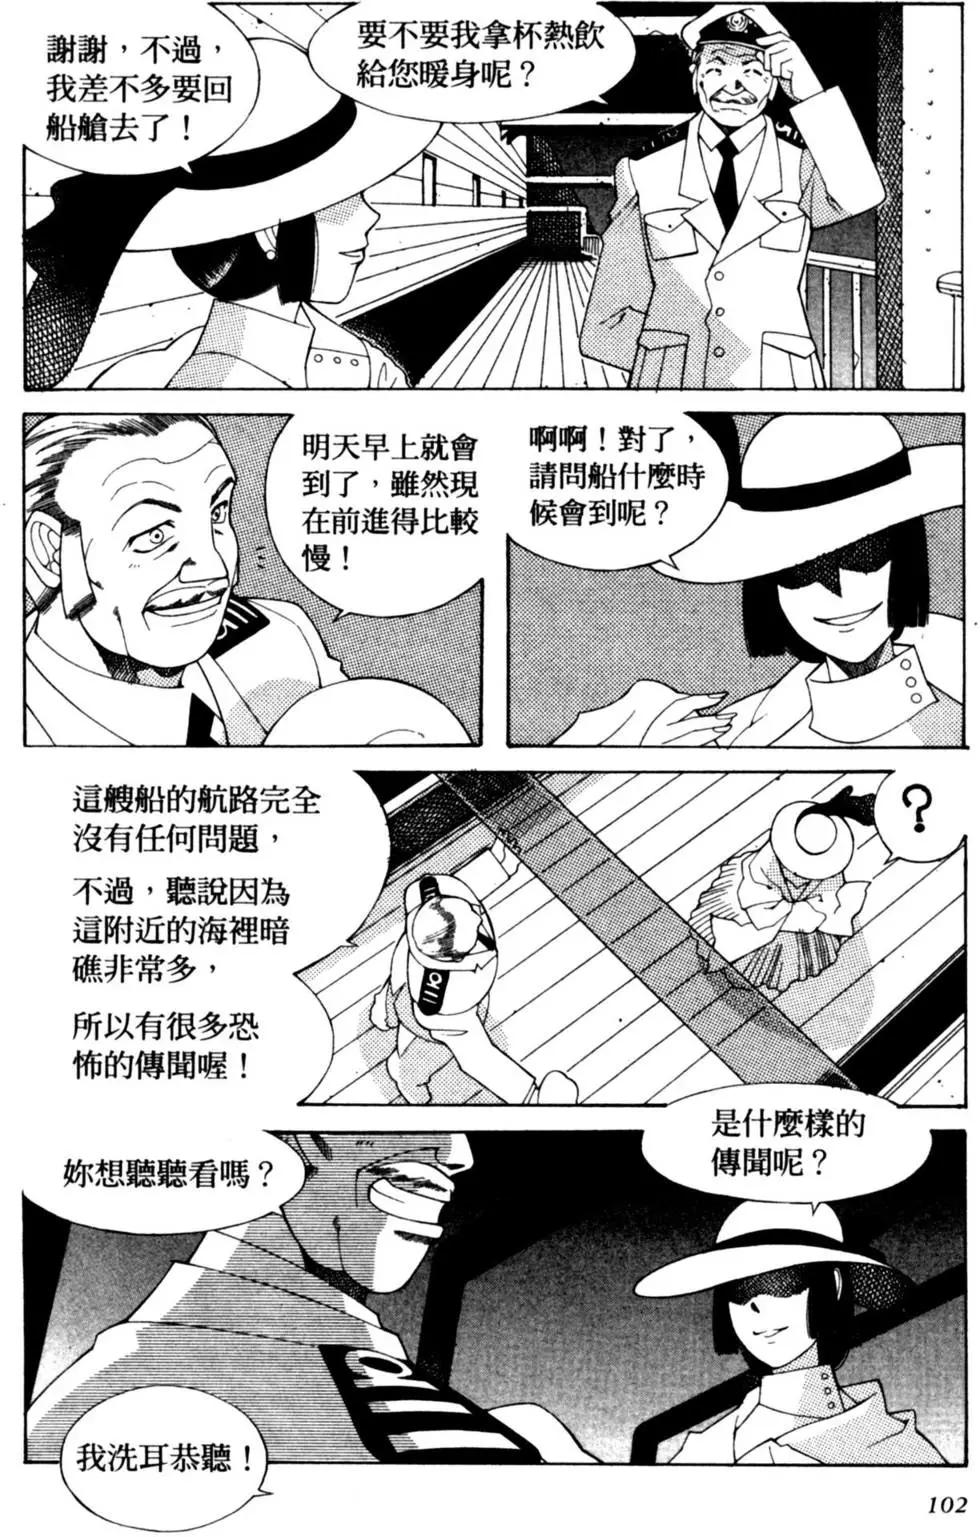 要不要我拿杯熱飲
給您暖身呢？
謝謝，不過，
我差不多要回
船艙去了！
啊啊！對了，
請問船什麼時
候會到呢？
明天早上就會
到了，雖然現
在前進得比較
慢！
？
這艘船的航路完全
沒有任何問題，
不過，聽說因為
這附近的海裡暗
礁非常多，
所以有很多恐
怖的傳聞喔！
是什麼樣的
傳聞呢？
妳想聽聽看嗎？
我洗耳恭聽！
102